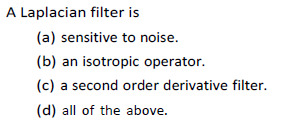 A Laplacian filter is
(a) sensitive to noise.
(b) an isotropic operator.
(c) a second order derivative filter.
(d) all of the above.